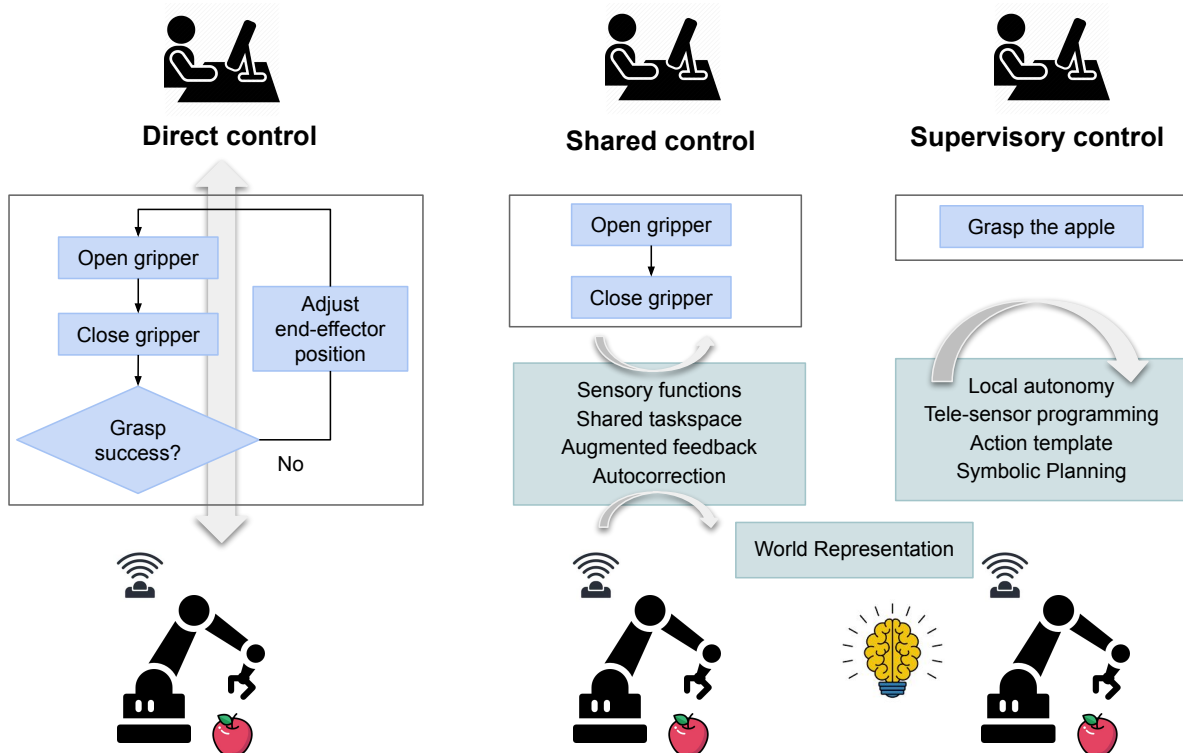 Direct control
Open gripper
Close gripper
Adjust
end-effector
position
Grasp
success?
No
Shared control
Open gripper
Close gripper
Sensory functions
Shared taskspace
Augmented feedback
Autocorrection
Supervisory control
Grasp the apple
Local autonomy
Tele-sensor programming
Action template
Symbolic Planning
World Representation